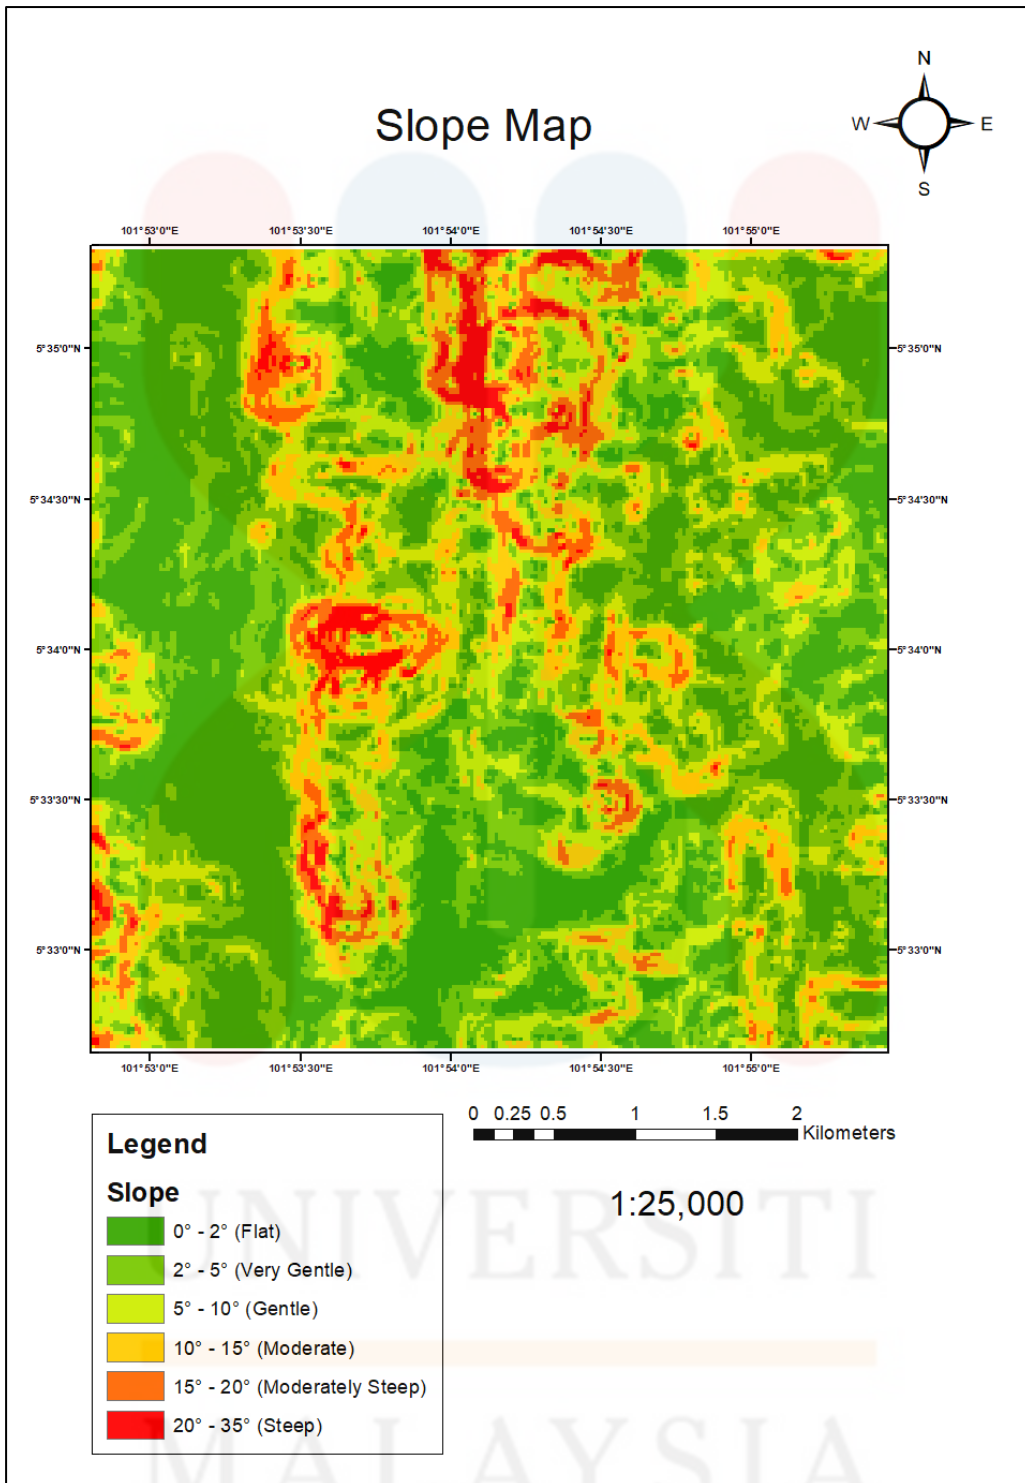 N
Slope Map
W E
S
101°53'0"E 101°53'30"E 101°54'0"E 101°54'30"E 101°55'0"E
5°35'0"N 5°35'0"N
5°34'30"N 5°34'30"N
5°34'0"N 5°34'0"N
5°33'30"N 5°33'30"N
5°33'0"N 5°33'0"N
101°53'0"E 101°53'30"E 101°54'0"E 101°54'30"E 101°55'0"E
0 0.25 0.5 1 1.5 2
Kilometers
1:25,000
Legend
Slope
0° - 2° (Flat)
2° - 5° (Very Gentle)
5° - 10° (Gentle)
10° - 15° (Moderate)
15° - 20° (Moderately Steep)
20° - 35° (Steep)
UNIVERSITI
MALAYSIA